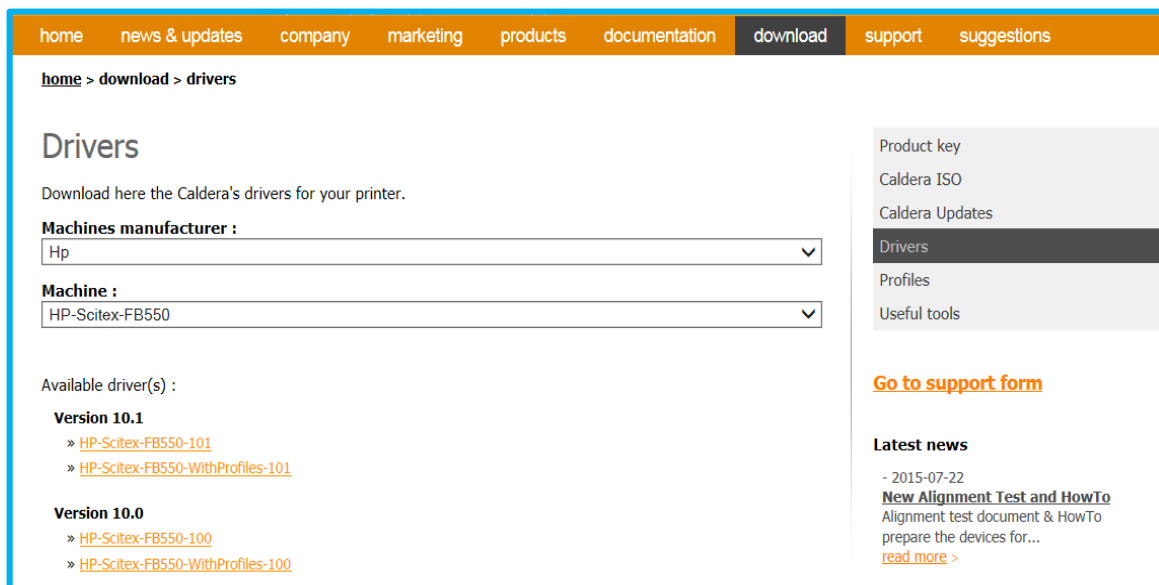 home news & updates company marketing products documentation download support suggestions
home > download > drivers
Drivers
Download here the Caldera's drivers for your printer.
Machines manufacturer :
Hp
Machine :
HP-Scitex-FB550
Available driver(s) :
Version 10.1
» HP-Scitex-FB550-101
» HP-Scitex-FB550-WithProfiles-101
Version 10.0
» HP-Scitex-FB550-100
» HP-Scitex-FB550-WithProfiles-100
Product key
Caldera ISO
Caldera Updates
Drivers
Profiles
Useful tools
Go to support form
Latest news
- 2015-07-22
New Alignment Test and HowTo
Alignment test document & HowTo
prepare the devices for...
read more >